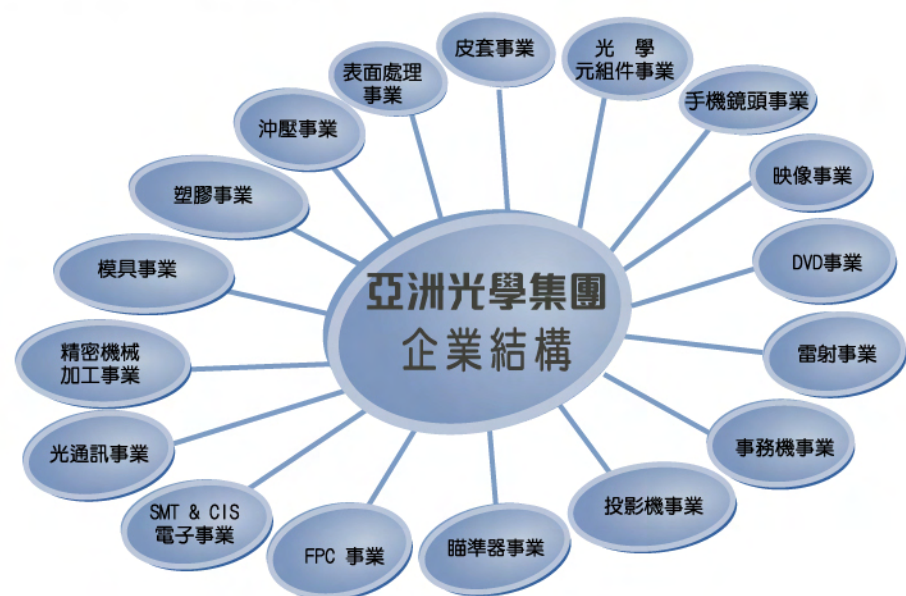 皮套事業
光 學
元組件事業
表面處理
事業
手機鏡頭事業
沖壓事業
映像事業
塑膠事業
DVD事業
模具事業
亞洲光學集團
企業結構
雷射事業
精密機械
加工事業
事務機事業
光通訊事業
投影機事業
SMT & CIS
電子事業
瞄準器事業
FPC 事業